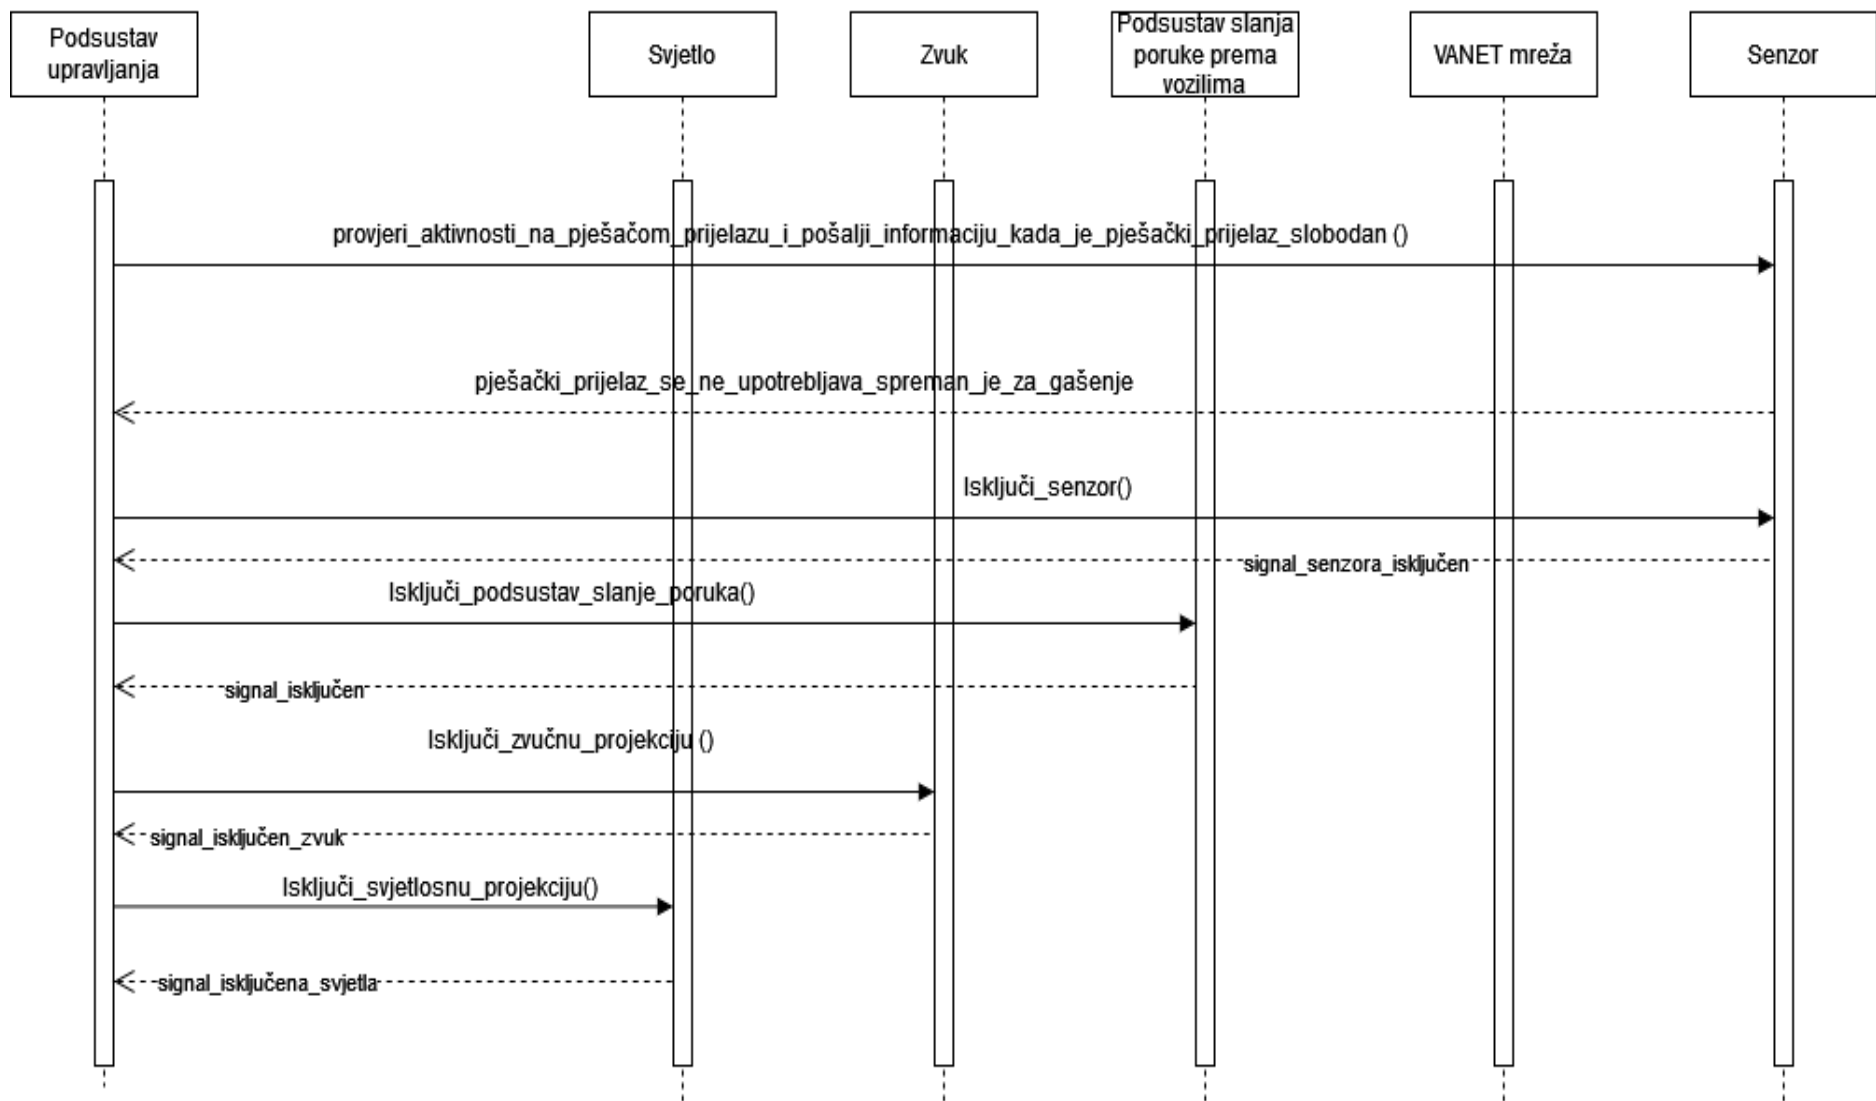 Podsustav
upravljanja
Svjetlo
Zvuk
Podsustav slanja
poruke prema
vozilima
VANET mreža
Senzor
provjeri_aktivnosti_na_pješačom_prijelazu_i_pošalji_informaciju_kada_je_pješački_prijelaz_slobodan ()
pješački_prijelaz_se_ne_upotrebljava_spreman_je_za_gašenje
Isključi_senzor()
signal_senzora_isključen
Isključi_podsustav_slanje_poruka()
signal_isključen
Isključi_zvučnu_projekciju ()
signal_isključen_zvuk
Isključi_svjetlosnu_projekciju()
signal_isključena_svjetla